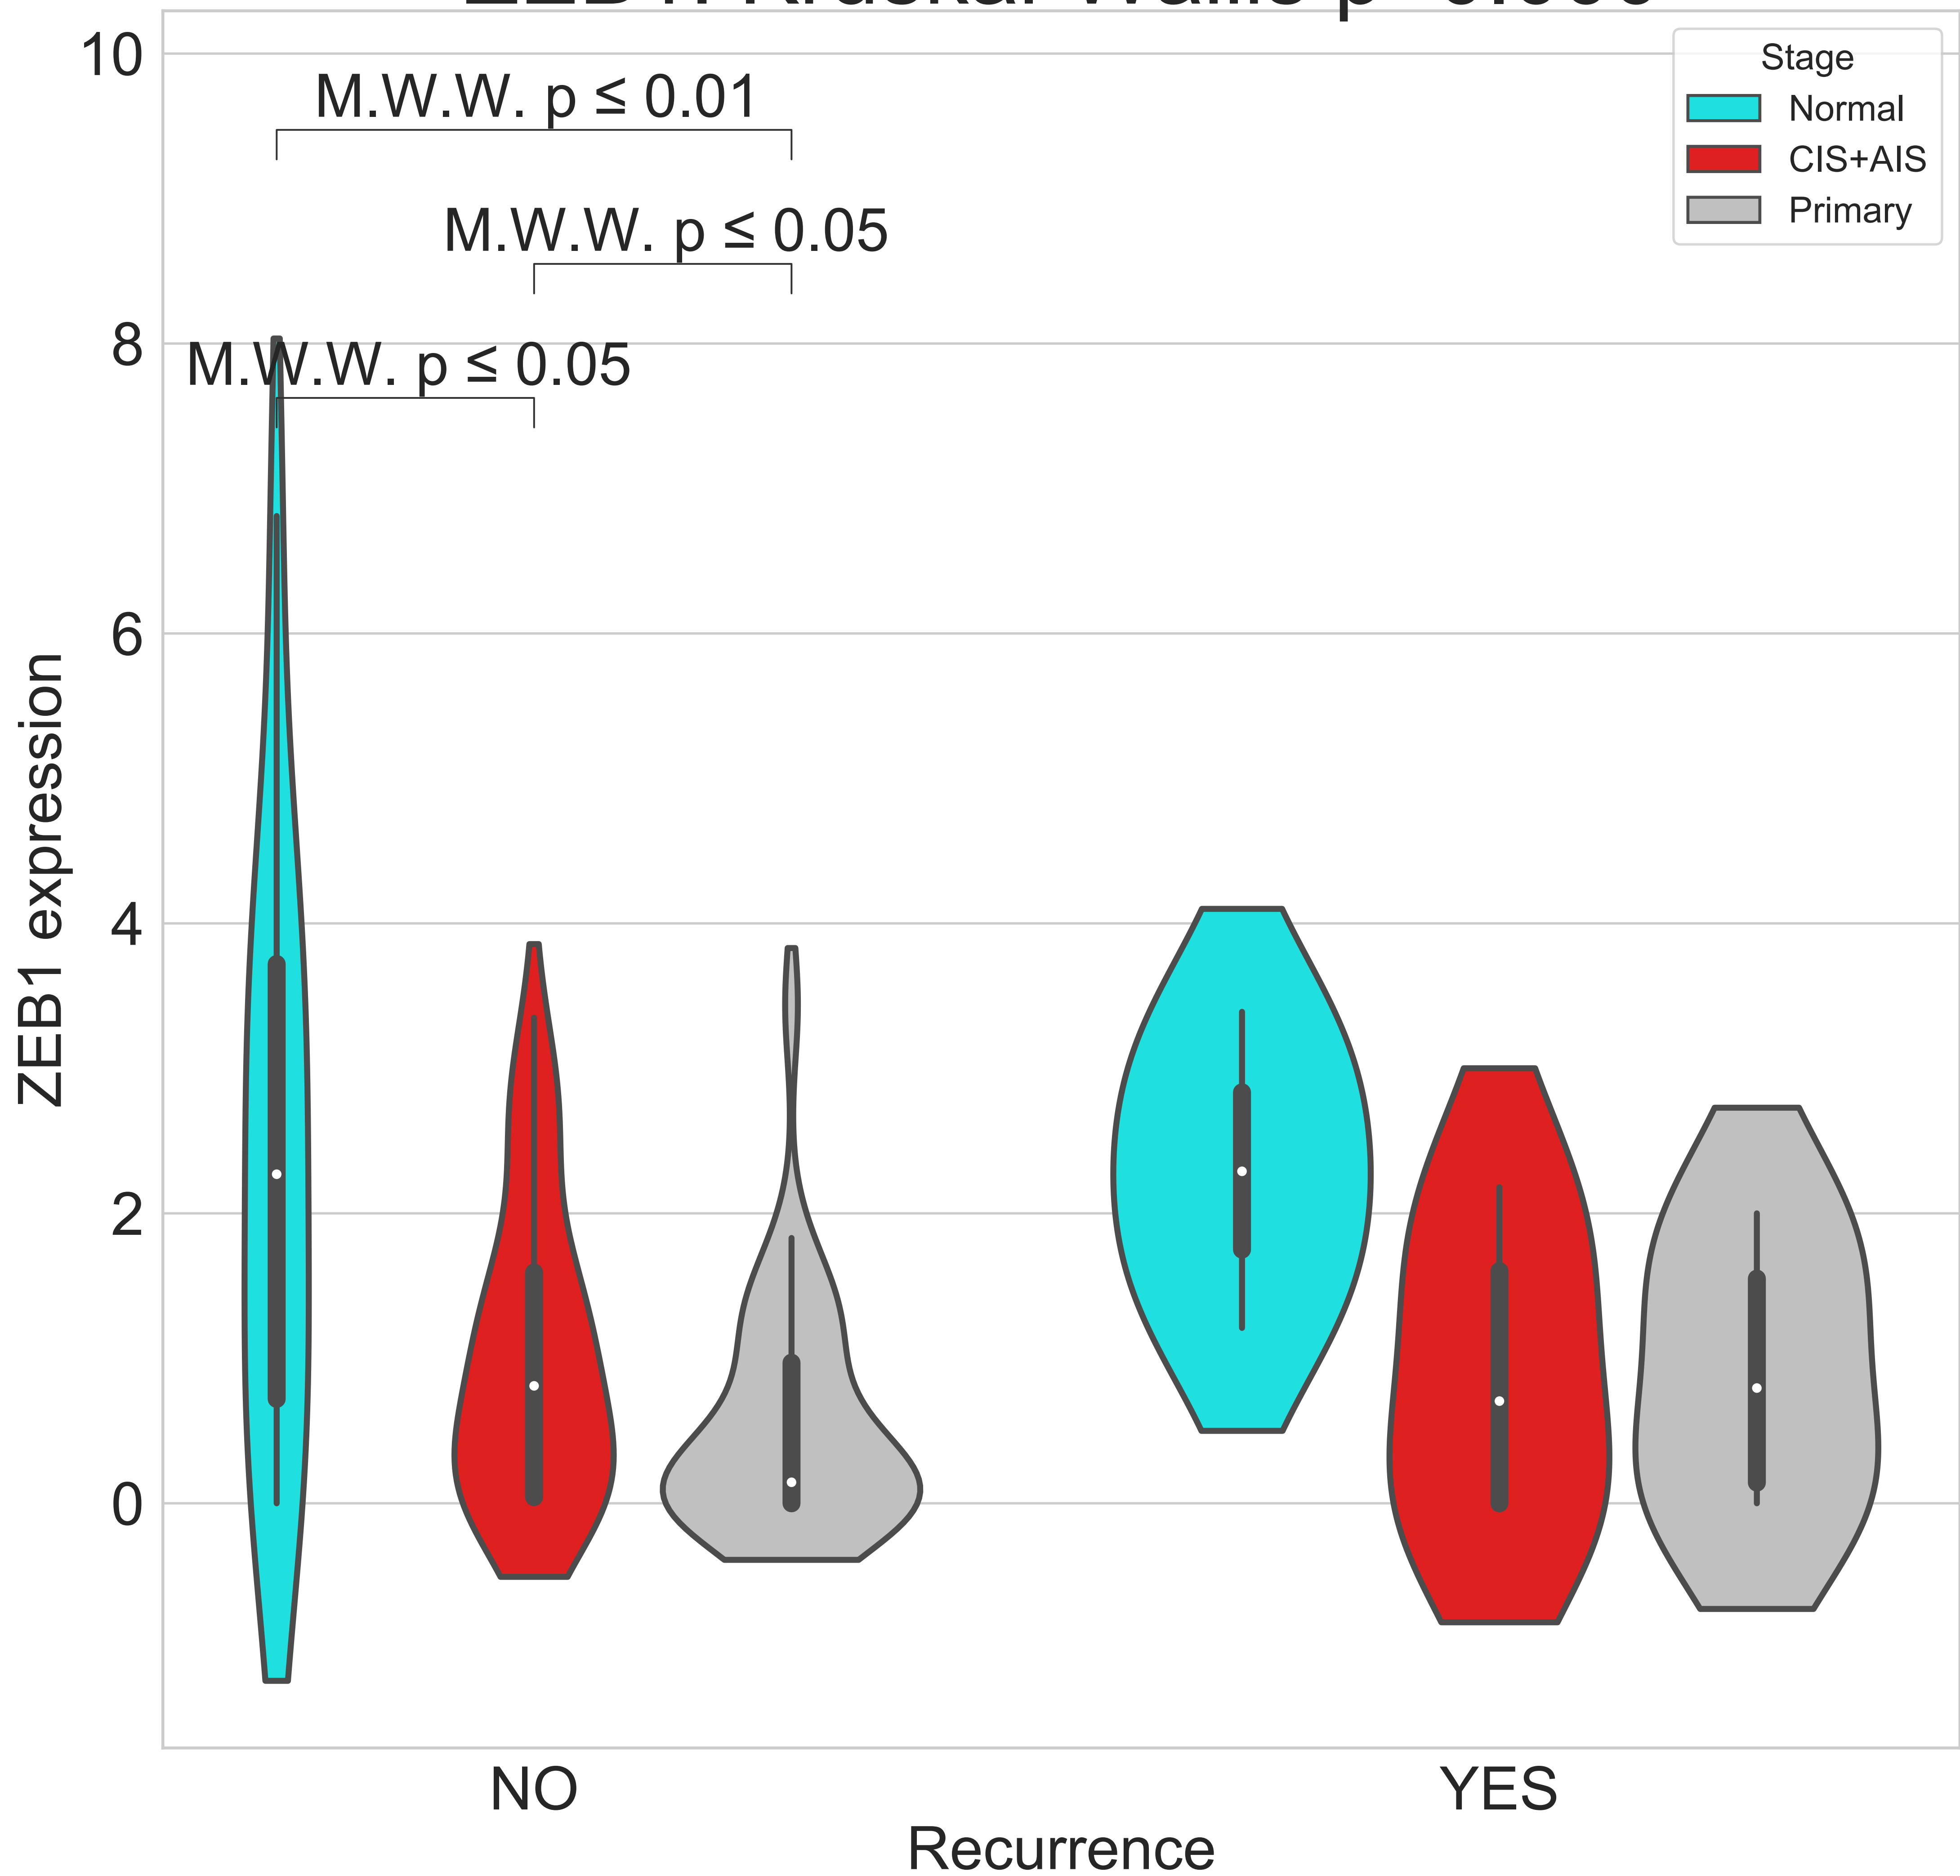 10
M.W.W. p ≤ 0.01
M.W.W. p ≤ 0.05
8
M.W.W. p ≤ 0.05
6
4
2
0
ZEB1 expression
Stage
Normal
CIS+AIS
Primary
NO
YES
Recurrence